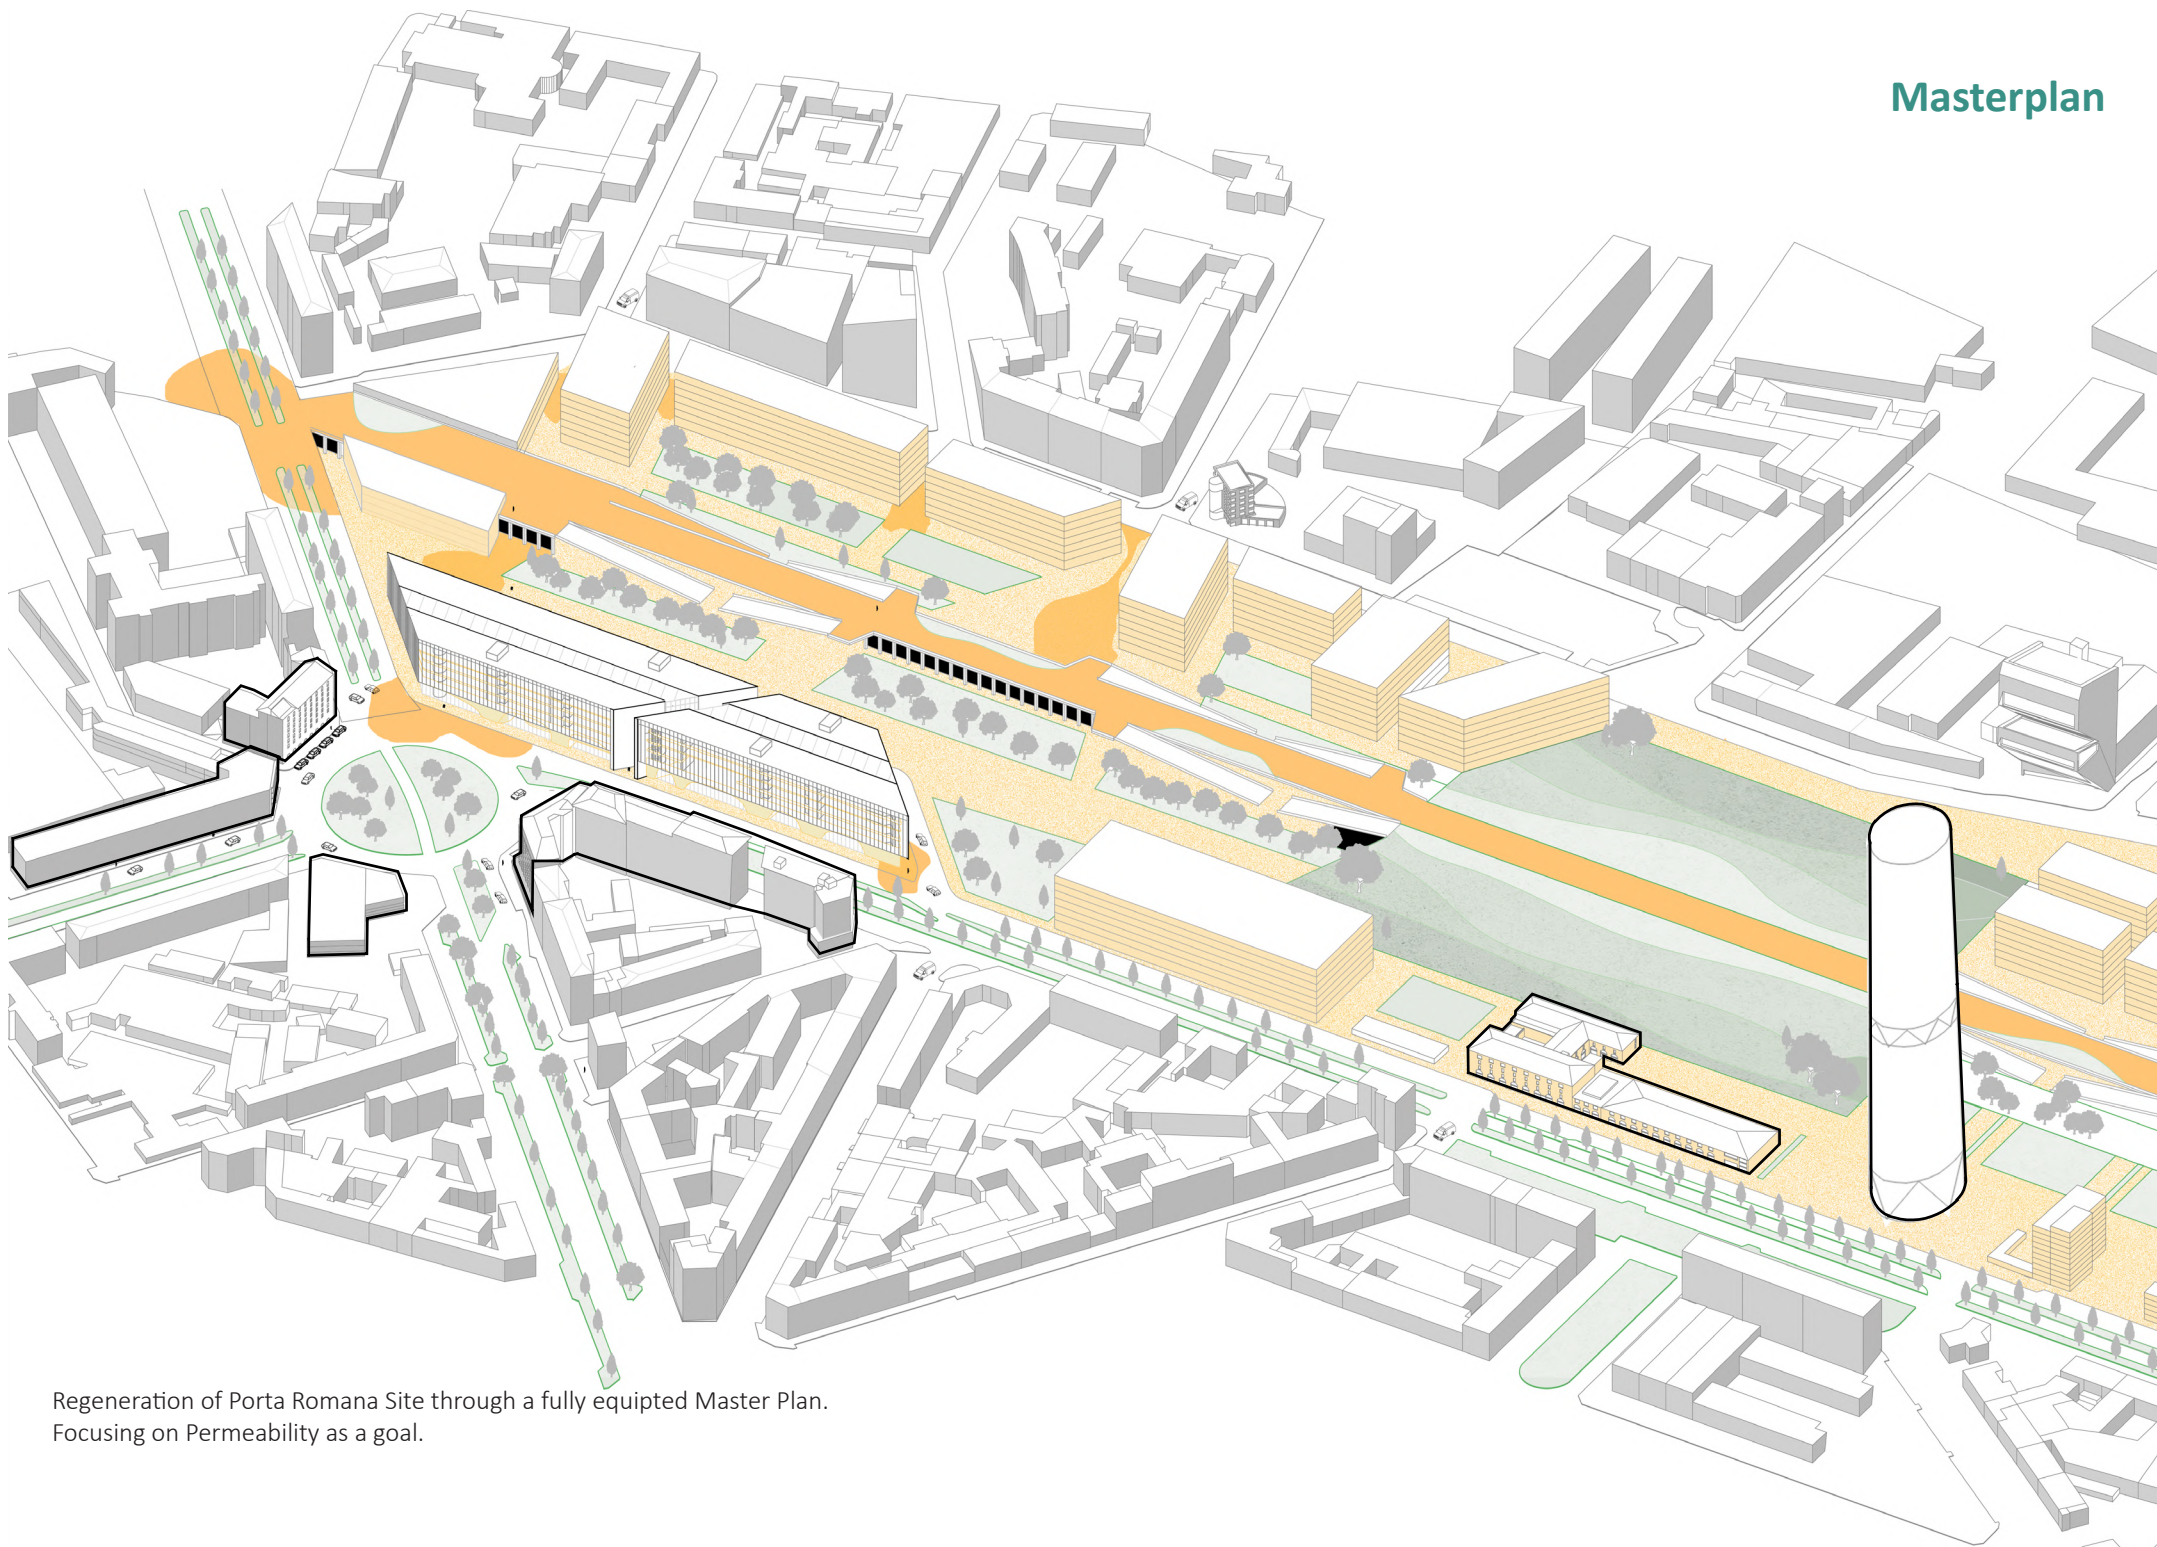 Masterplan
Regeneration of Porta Romana Site through a fully equipted Master Plan.
Focusing on Permeability as a goal.